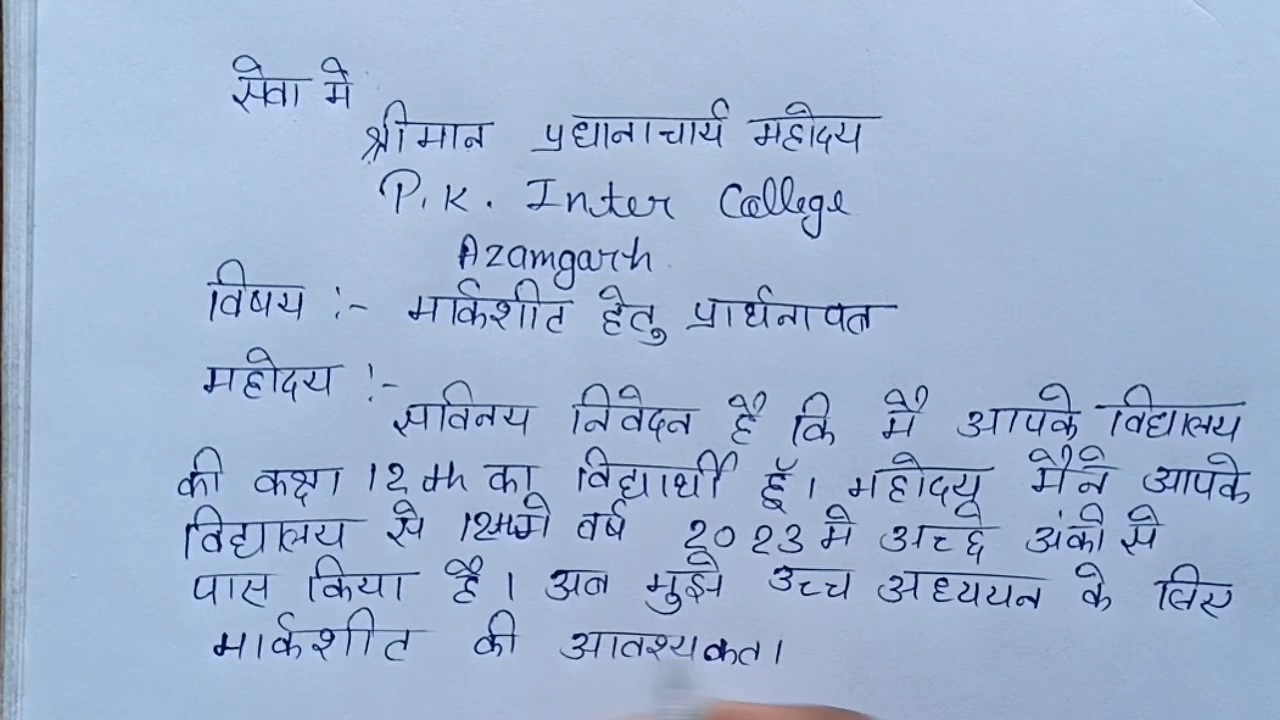 सेवा मे
श्रीमान प्रधानाचार्य महोदय
P.K. Inter College
Azamgarh
विषय :- मार्कशीट हेतु प्रार्थनापत्र
महोदय :-
सविनय निवेदन है कि मै आपके विद्यालय
की कक्षा 12th का विद्यार्थी हूँ। महोदय मैने आपके
विद्यालय से 12th मे वर्ष 2023 मे अच्छे अंको से
पास किया है। अब मुझे उच्च अध्ययन के लिए
मार्कशीट की आवश्यकता